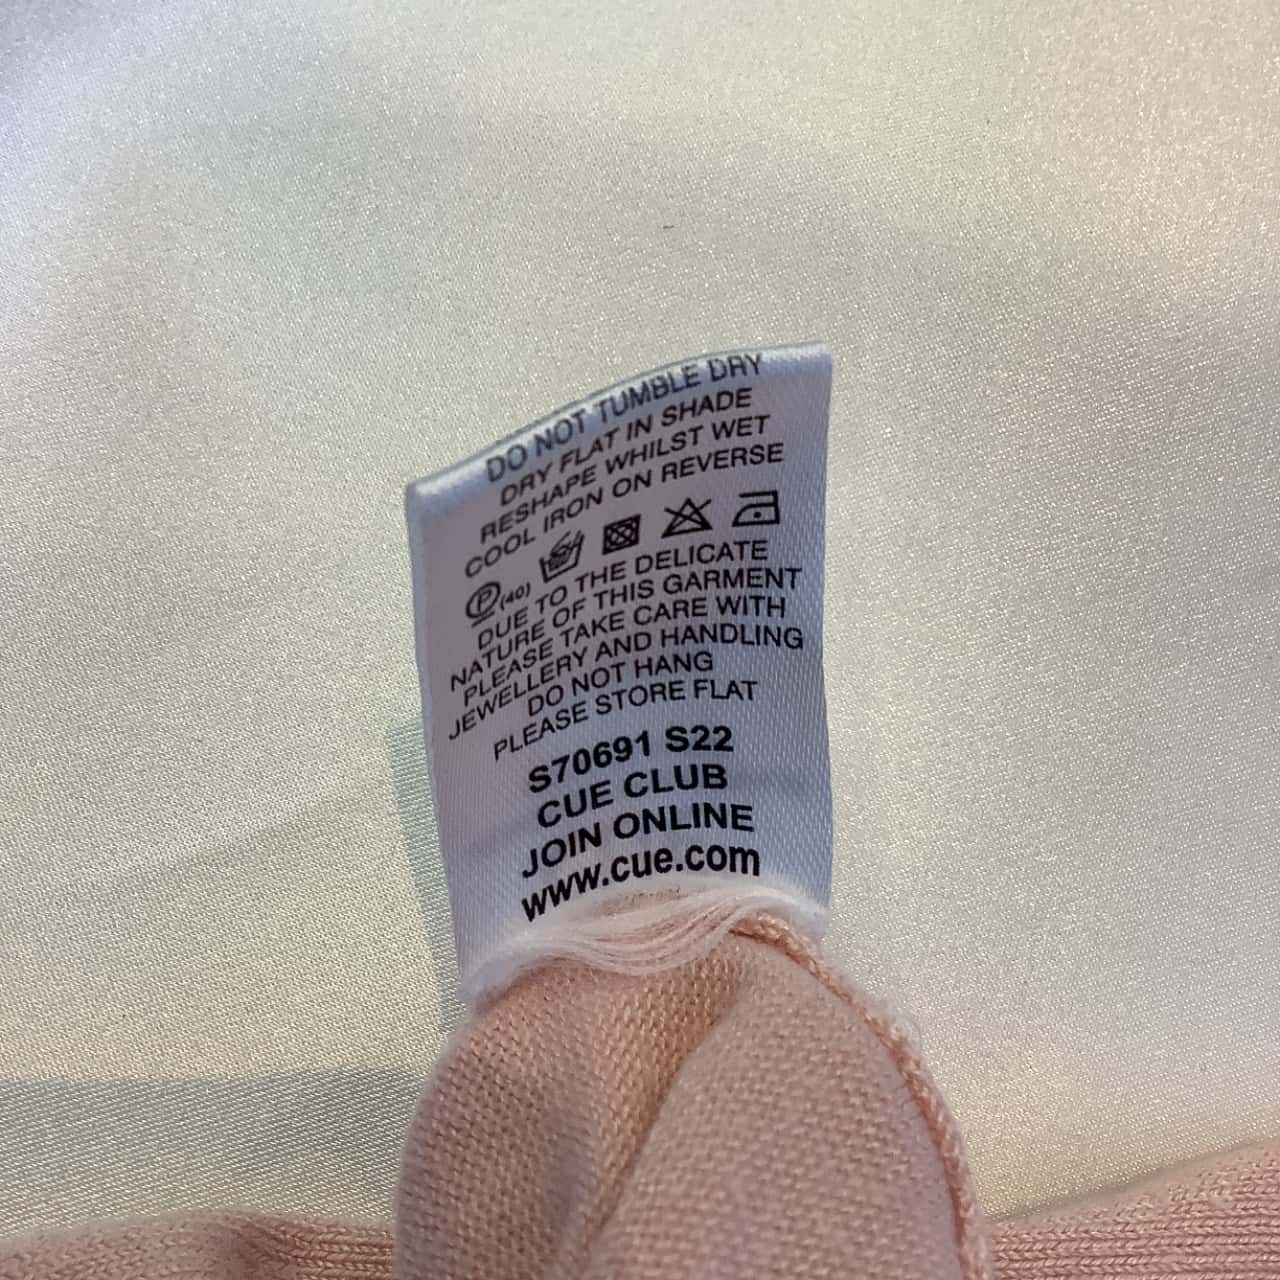 DO NOT TUMBLE DRY
DRY FLAT IN SHADE
RESHAPE WHILST WET
COOL IRON ON REVERSE
P(40)
DUE TO THE DELICATE
NATURE OF THIS GARMENT
PLEASE TAKE CARE WITH
JEWELLERY AND HANDLING
DO NOT HANG
PLEASE STORE FLAT
S70691 S22
CUE CLUB
JOIN ONLINE
www.cue.com